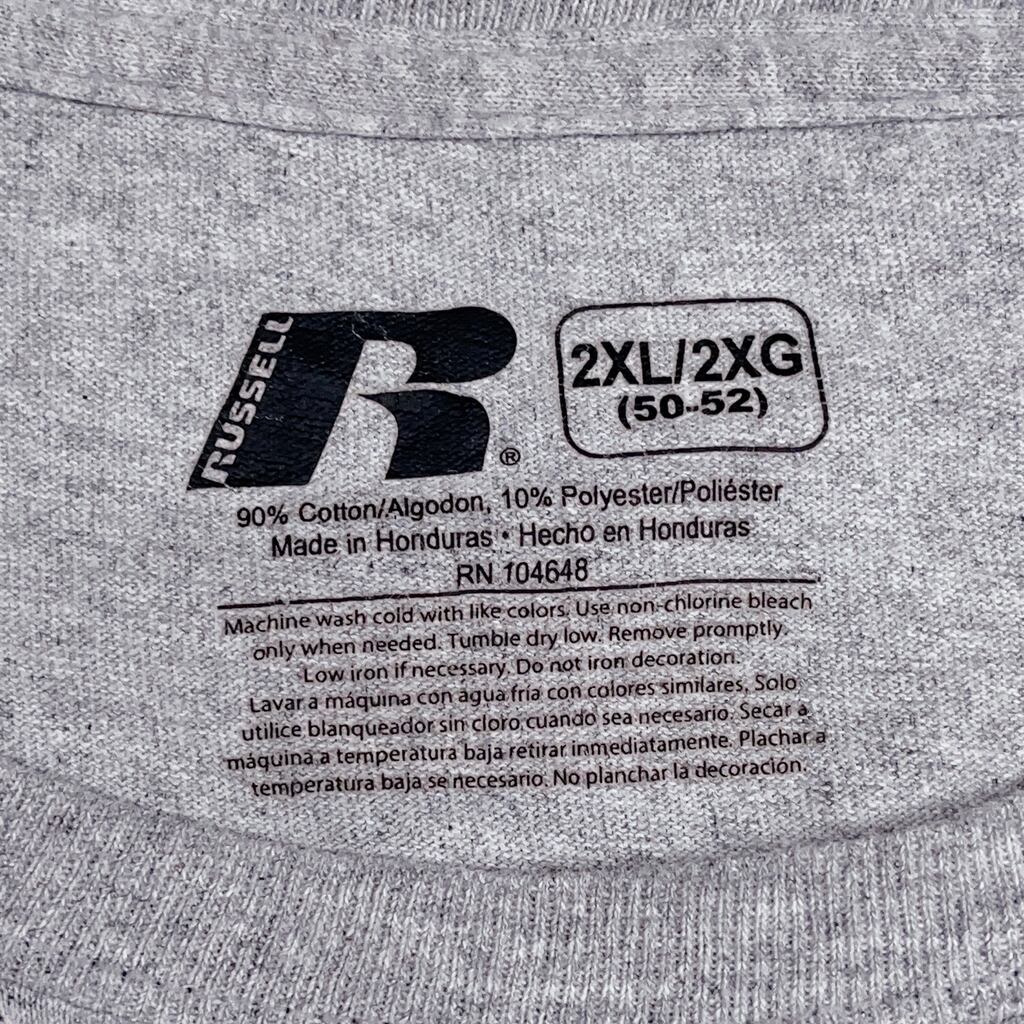 RUSSELL
R®
2XL/2XG
(50-52)
90% Cotton/Algodon, 10% Polyester/Poliéster
Made in Honduras • Hecho en Honduras
RN 104648
Machine wash cold with like colors. Use non-chlorine bleach
only when needed. Tumble dry low. Remove promptly.
Low iron if necessary. Do not iron decoration.
Lavar a máquina con agua fría con colores similares. Solo
utilice blanqueador sin cloro cuando sea necesario. Secar a
máquina a temperatura baja retirar inmediatamente. Plachar a
temperatura baja se necesario. No planchar la decoración.